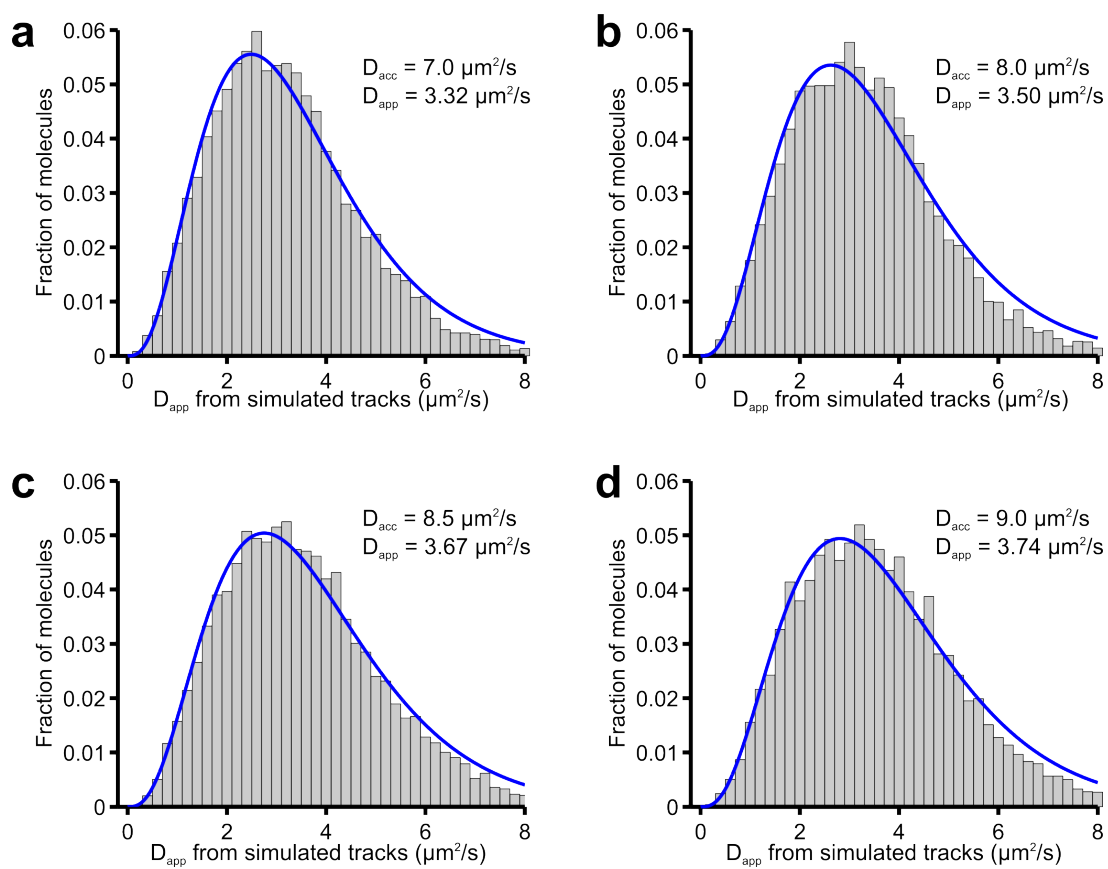 a
0.06
0.05
0.04
0.03
0.02
0.01
0
Fraction of molecules
D_acc = 7.0 µm²/s
D_app = 3.32 µm²/s
0 2 4 6 8
D_app from simulated tracks (µm²/s)
b
0.06
0.05
0.04
0.03
0.02
0.01
0
Fraction of molecules
D_acc = 8.0 µm²/s
D_app = 3.50 µm²/s
0 2 4 6 8
D_app from simulated tracks (µm²/s)
c
0.06
0.05
0.04
0.03
0.02
0.01
0
Fraction of molecules
D_acc = 8.5 µm²/s
D_app = 3.67 µm²/s
0 2 4 6 8
D_app from simulated tracks (µm²/s)
d
0.06
0.05
0.04
0.03
0.02
0.01
0
Fraction of molecules
D_acc = 9.0 µm²/s
D_app = 3.74 µm²/s
0 2 4 6 8
D_app from simulated tracks (µm²/s)